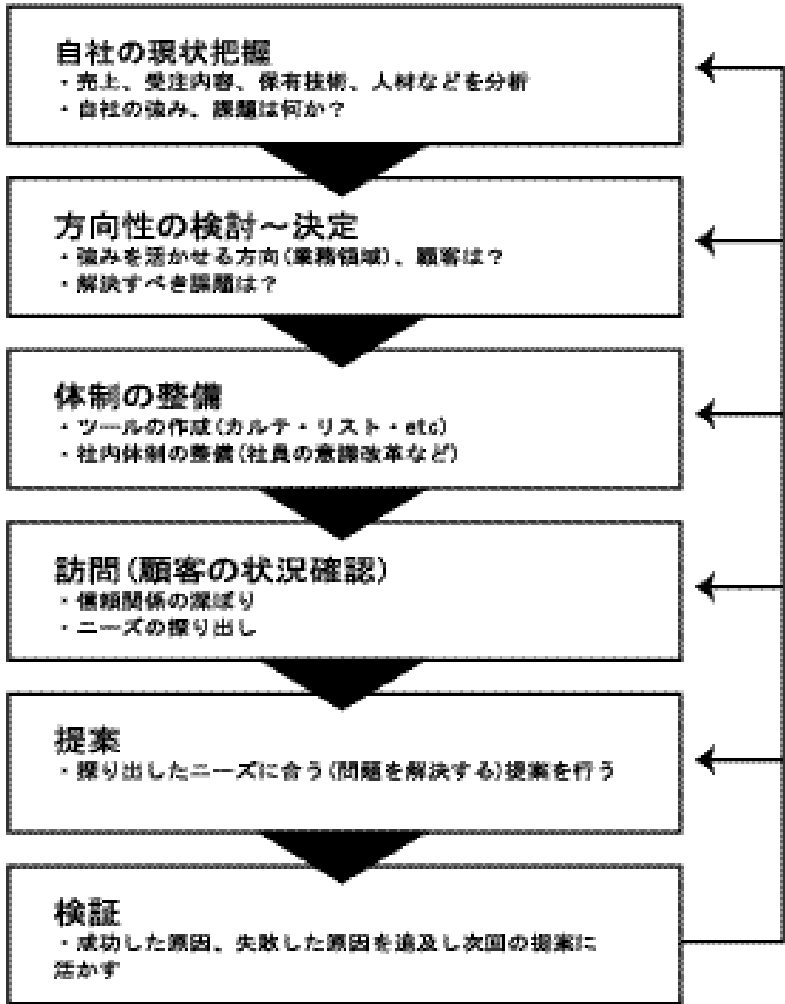 自社の現状把握
・売上、受注内容、保有技術、人材などを分析
・自社の強み、課題は何か？
方向性の検討～決定
・強みを活かせる方向(業務領域)、顧客は？
・解決すべき課題は？
体制の整備
・ツールの作成(カルテ・リスト・etc)
・社内体制の整備(社員の意識改革など)
訪問(顧客の状況確認)
・信頼関係の深ぼり
・ニーズの探り出し
提案
・探り出したニーズに合う(問題を解決する)提案を行う
検証
・成功した原因、失敗した原因を追及し次回の提案に
活かす